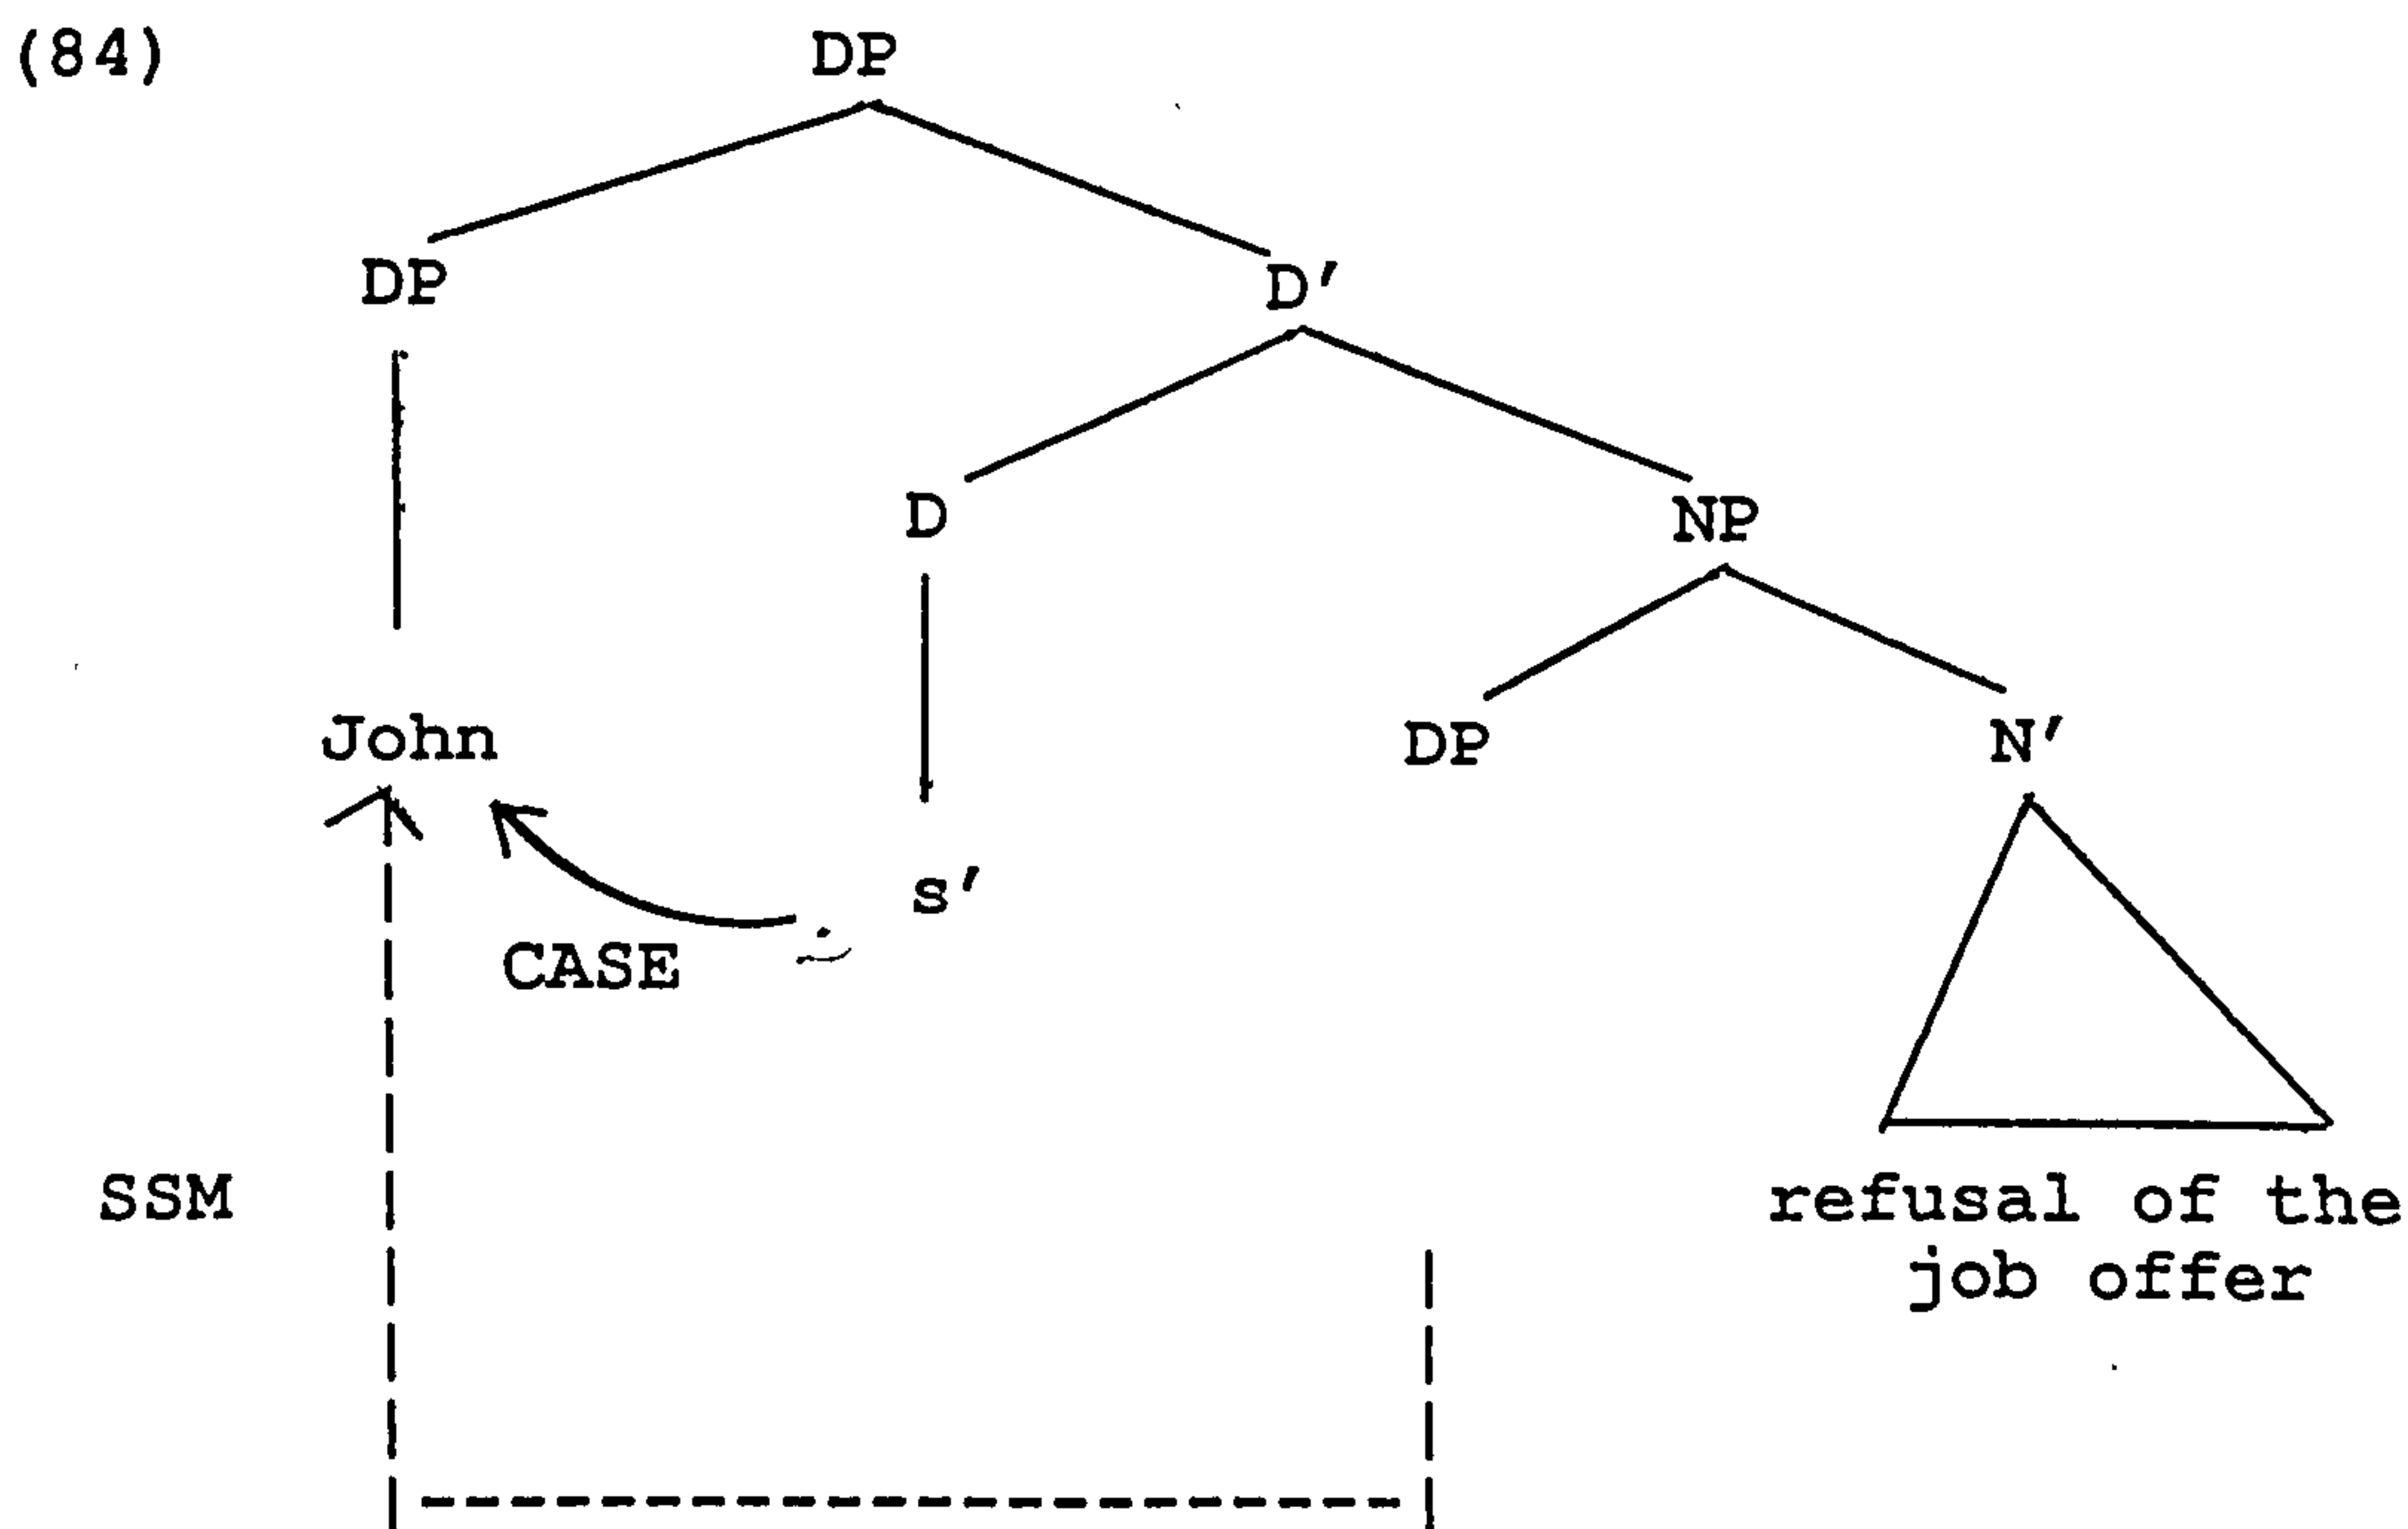 (84) DP
DP D′
D NP
John DP N′
s′
CASE
SSM refusal of the
job offer